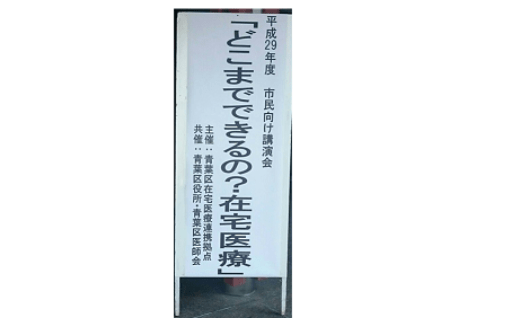 平成29年度 市民向け講演会
「どこまでできるの?在宅医療」
主催:青葉区在宅医療連携拠点
共催:青葉区役所・青葉区医師会